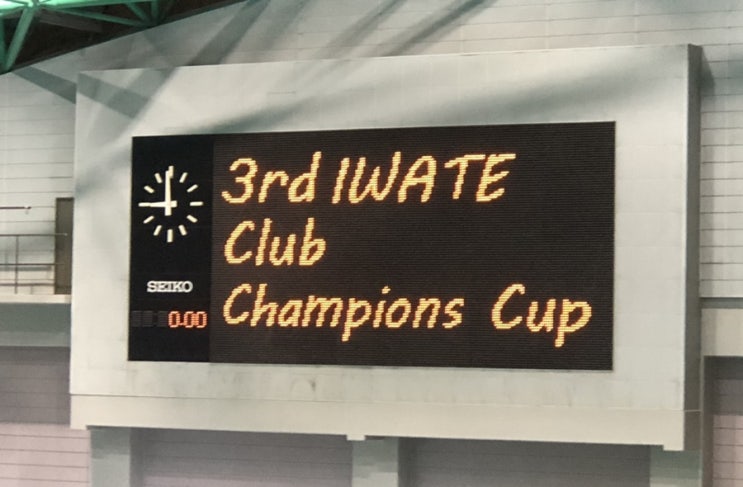 3rd IWATE
Club
Champions Cup
SEIKO
0.00